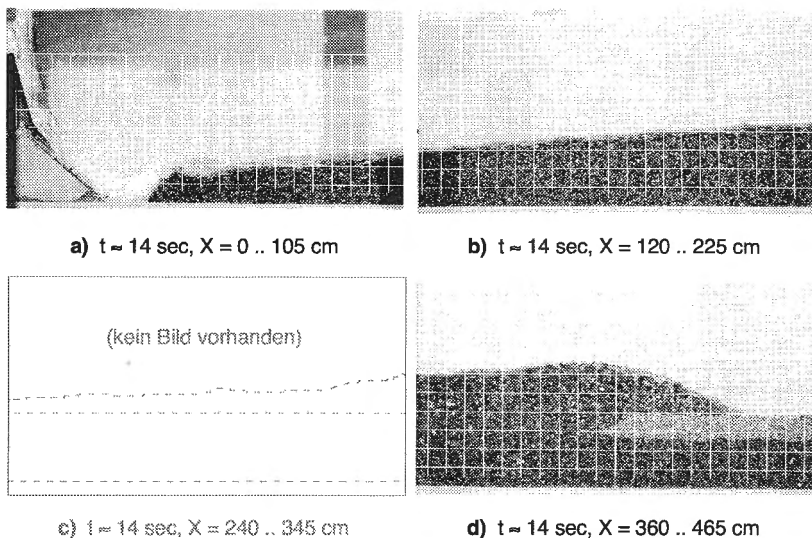 a) t ≈ 14 sec, X = 0 .. 105 cm
b) t ≈ 14 sec, X = 120 .. 225 cm
(kein Bild vorhanden)
c) t ≈ 14 sec, X = 240 .. 345 cm
d) t ≈ 14 sec, X = 360 .. 465 cm